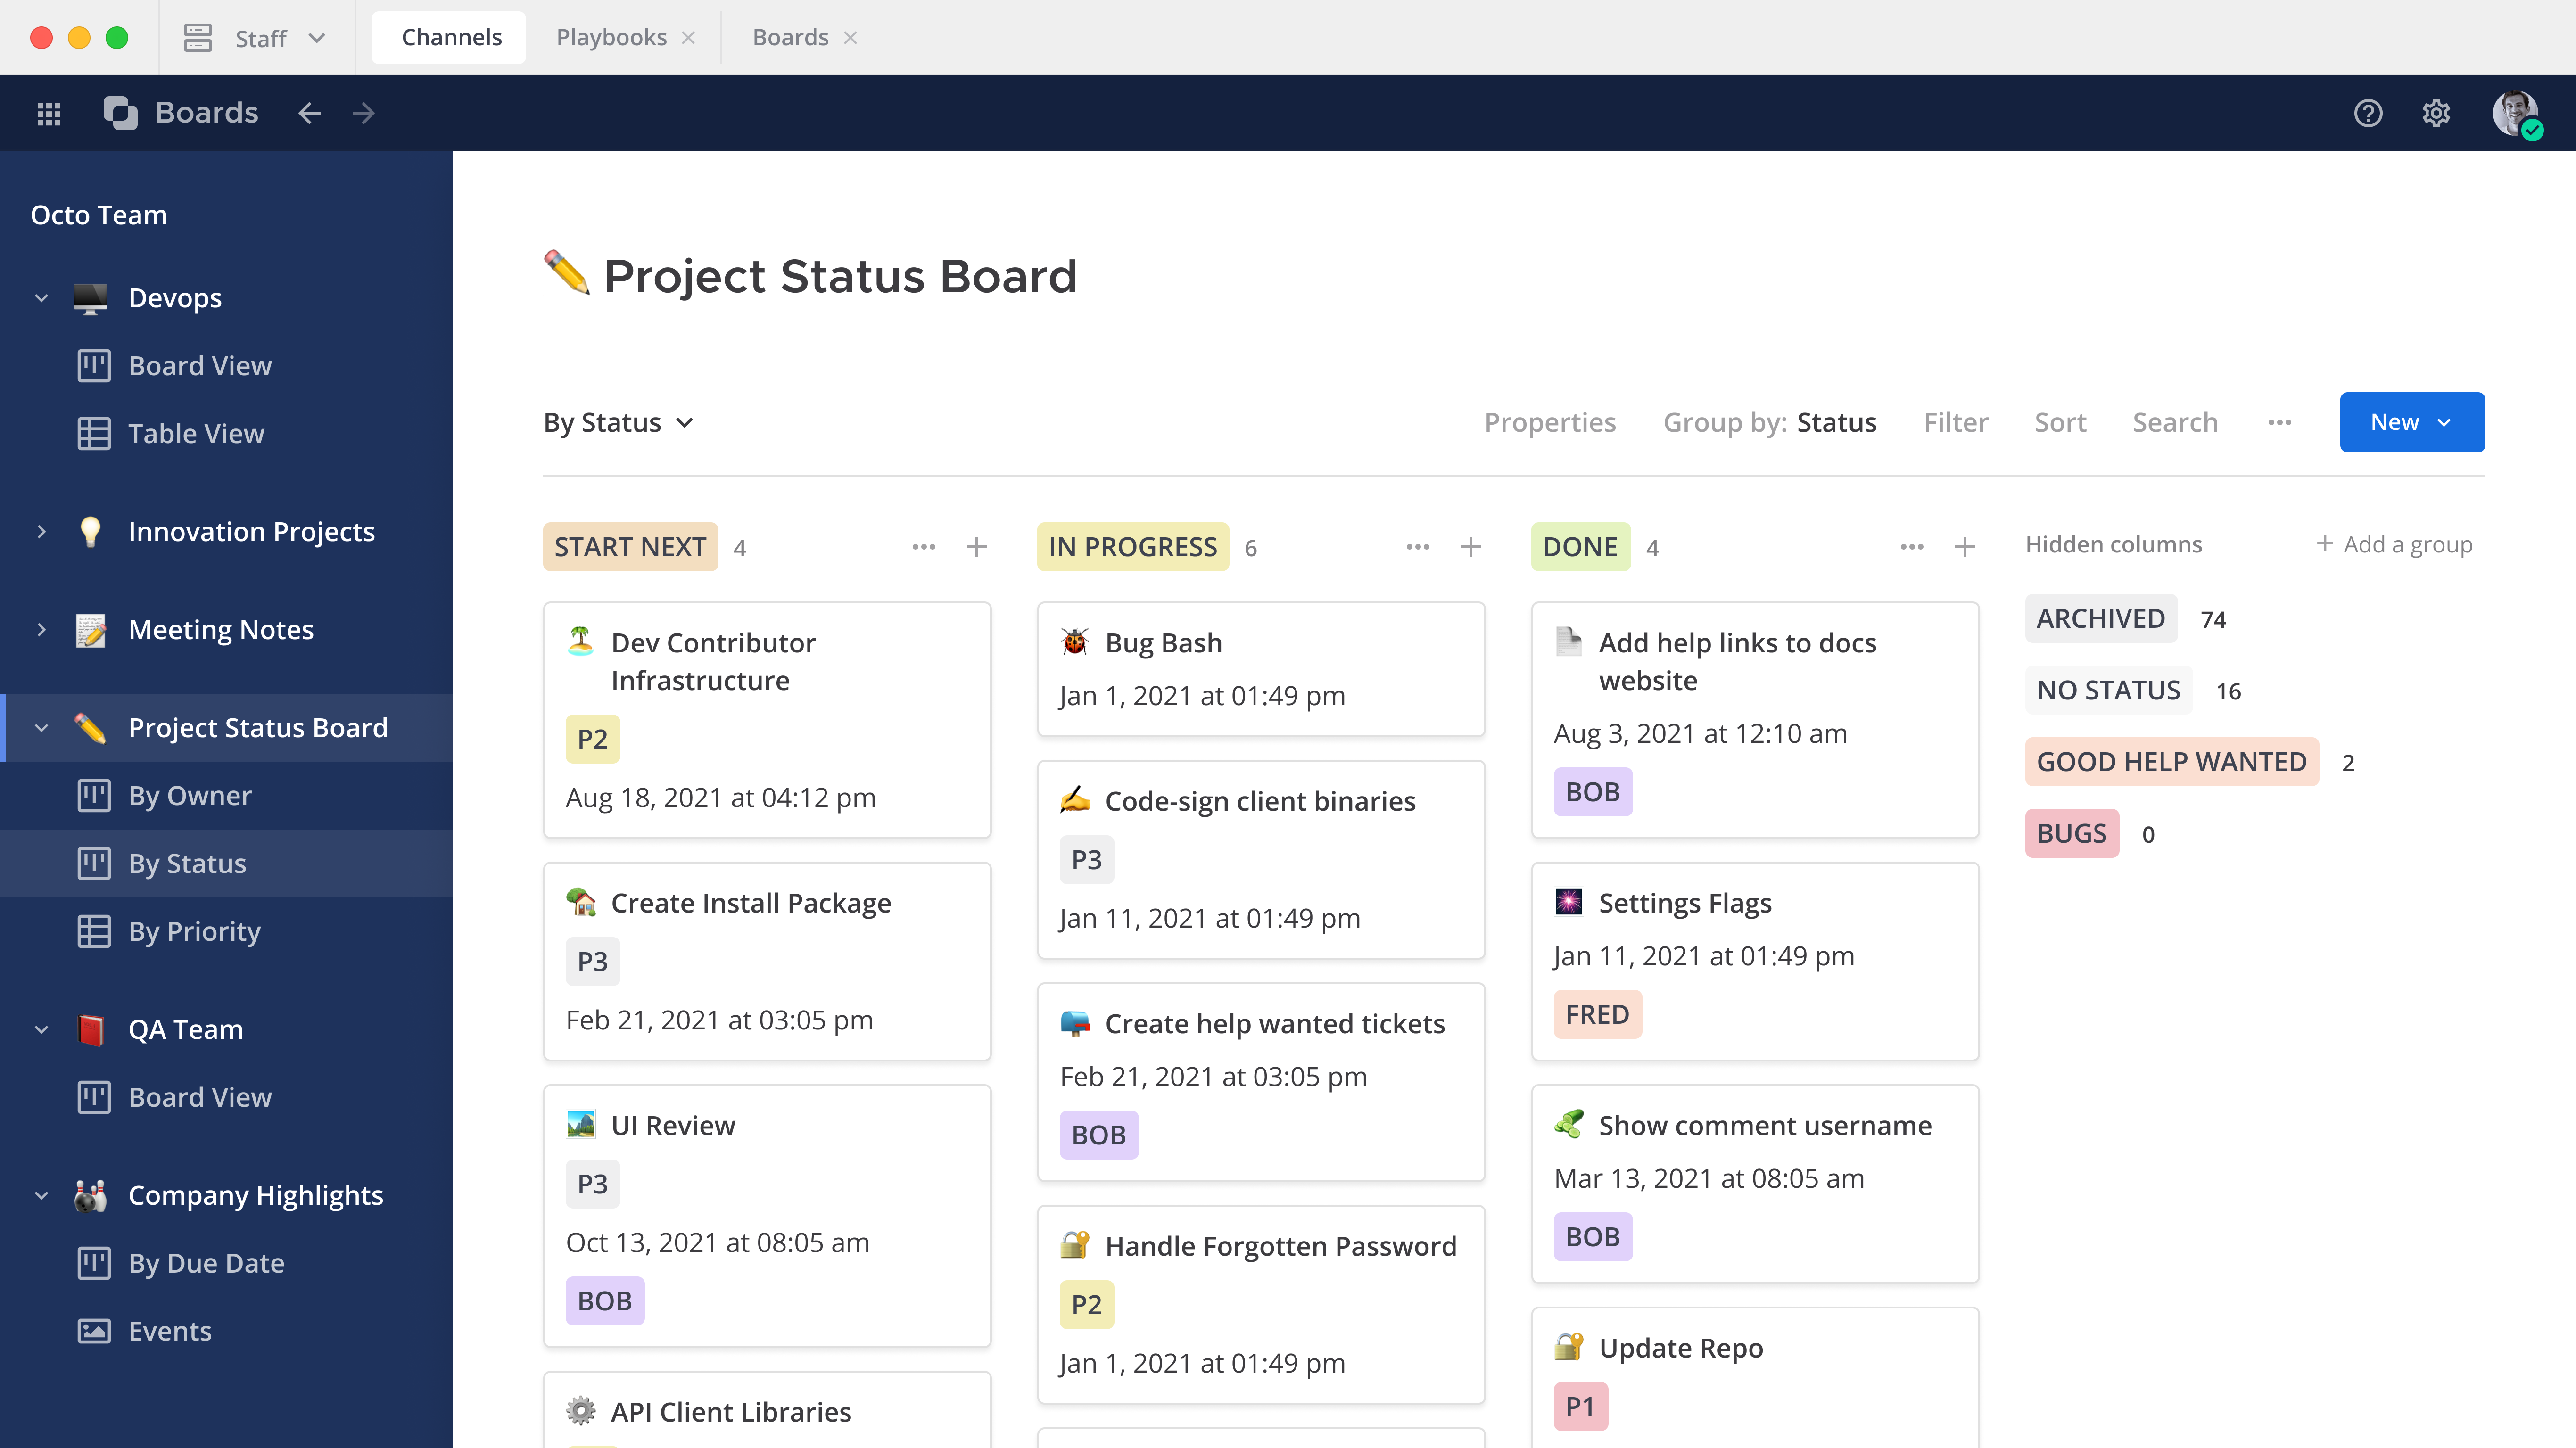 Staff
Channels
Playbooks
Boards
Boards
Octo Team
Devops
Board View
Table View
Innovation Projects
Meeting Notes
Project Status Board
By Owner
By Status
By Priority
QA Team
Board View
Company Highlights
By Due Date
Events
Project Status Board
By Status
Properties
Group by: Status
Filter
Sort
Search
New
START NEXT 4
Dev Contributor
Infrastructure
P2
Aug 18, 2021 at 04:12 pm
Create Install Package
P3
Feb 21, 2021 at 03:05 pm
UI Review
P3
Oct 13, 2021 at 08:05 am
BOB
API Client Libraries
IN PROGRESS 6
Bug Bash
Jan 1, 2021 at 01:49 pm
Code-sign client binaries
P3
Jan 11, 2021 at 01:49 pm
Create help wanted tickets
Feb 21, 2021 at 03:05 pm
BOB
Handle Forgotten Password
P2
Jan 1, 2021 at 01:49 pm
DONE 4
Add help links to docs
website
Aug 3, 2021 at 12:10 am
BOB
Settings Flags
Jan 11, 2021 at 01:49 pm
FRED
Show comment username
Mar 13, 2021 at 08:05 am
BOB
Update Repo
P1
Hidden columns
+ Add a group
ARCHIVED 74
NO STATUS 16
GOOD HELP WANTED 2
BUGS 0